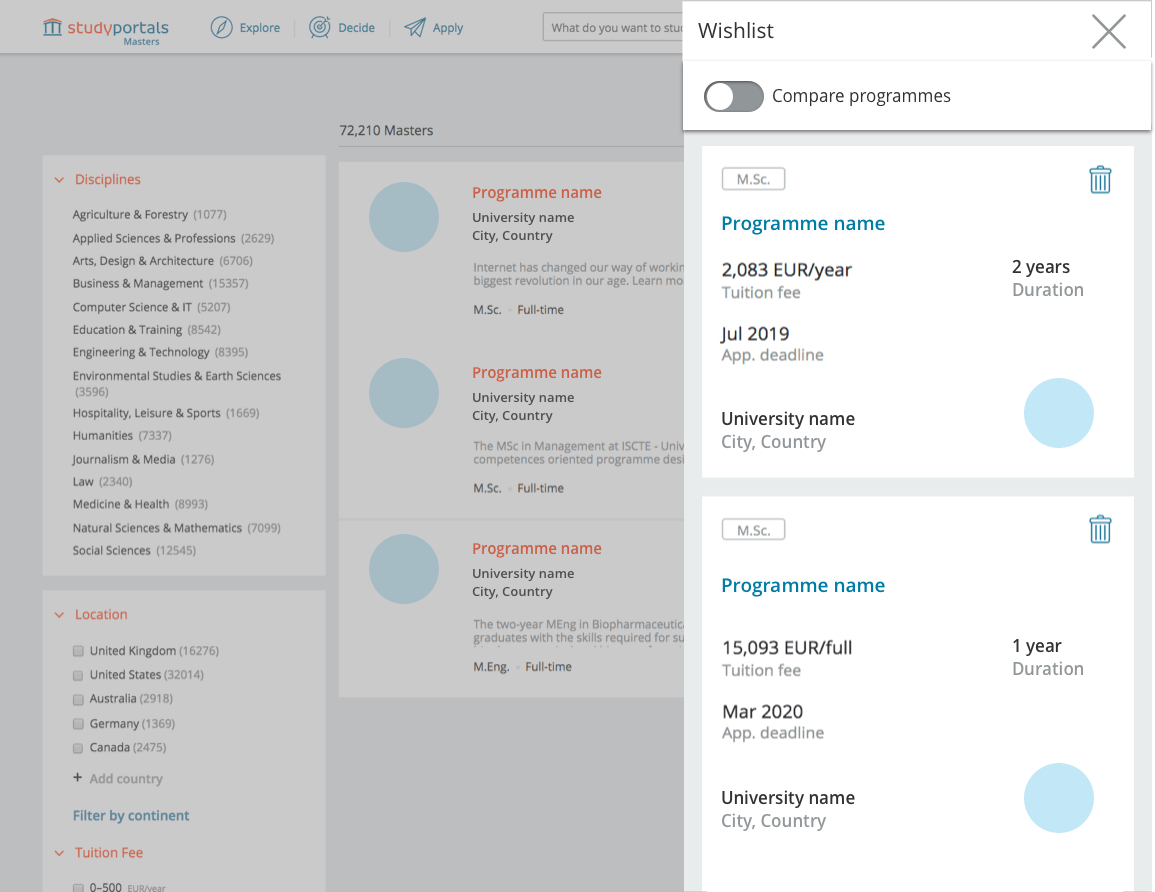 studyportals
Masters
Explore
Decide
Apply
What do you want to stu
72,210 Masters
Disciplines
Agriculture & Forestry (1077)
Applied Sciences & Professions (2629)
Arts, Design & Architecture (6706)
Business & Management (15357)
Computer Science & IT (5207)
Education & Training (8542)
Engineering & Technology (8395)
Environmental Studies & Earth Sciences
(3596)
Hospitality, Leisure & Sports (1669)
Humanities (7337)
Journalism & Media (1276)
Law (2340)
Medicine & Health (8993)
Natural Sciences & Mathematics (7099)
Social Sciences (12545)
Location
United Kingdom (16276)
United States (32014)
Australia (2918)
Germany (1369)
Canada (2475)
+ Add country
Filter by continent
Tuition Fee
0–500 EUR/year
Programme name
University name
City, Country
Internet has changed our way of workin
biggest revolution in our age. Learn mo
M.Sc. Full-time
Programme name
University name
City, Country
The MSc in Management at ISCTE - Univ
competences oriented programme desi
M.Sc. Full-time
Programme name
University name
City, Country
The two-year MEng in Biopharmaceutica
graduates with the skills required for su
M.Eng. Full-time
Wishlist
Compare programmes
M.Sc.
Programme name
2,083 EUR/year
Tuition fee
2 years
Duration
Jul 2019
App. deadline
University name
City, Country
M.Sc.
Programme name
15,093 EUR/full
Tuition fee
1 year
Duration
Mar 2020
App. deadline
University name
City, Country